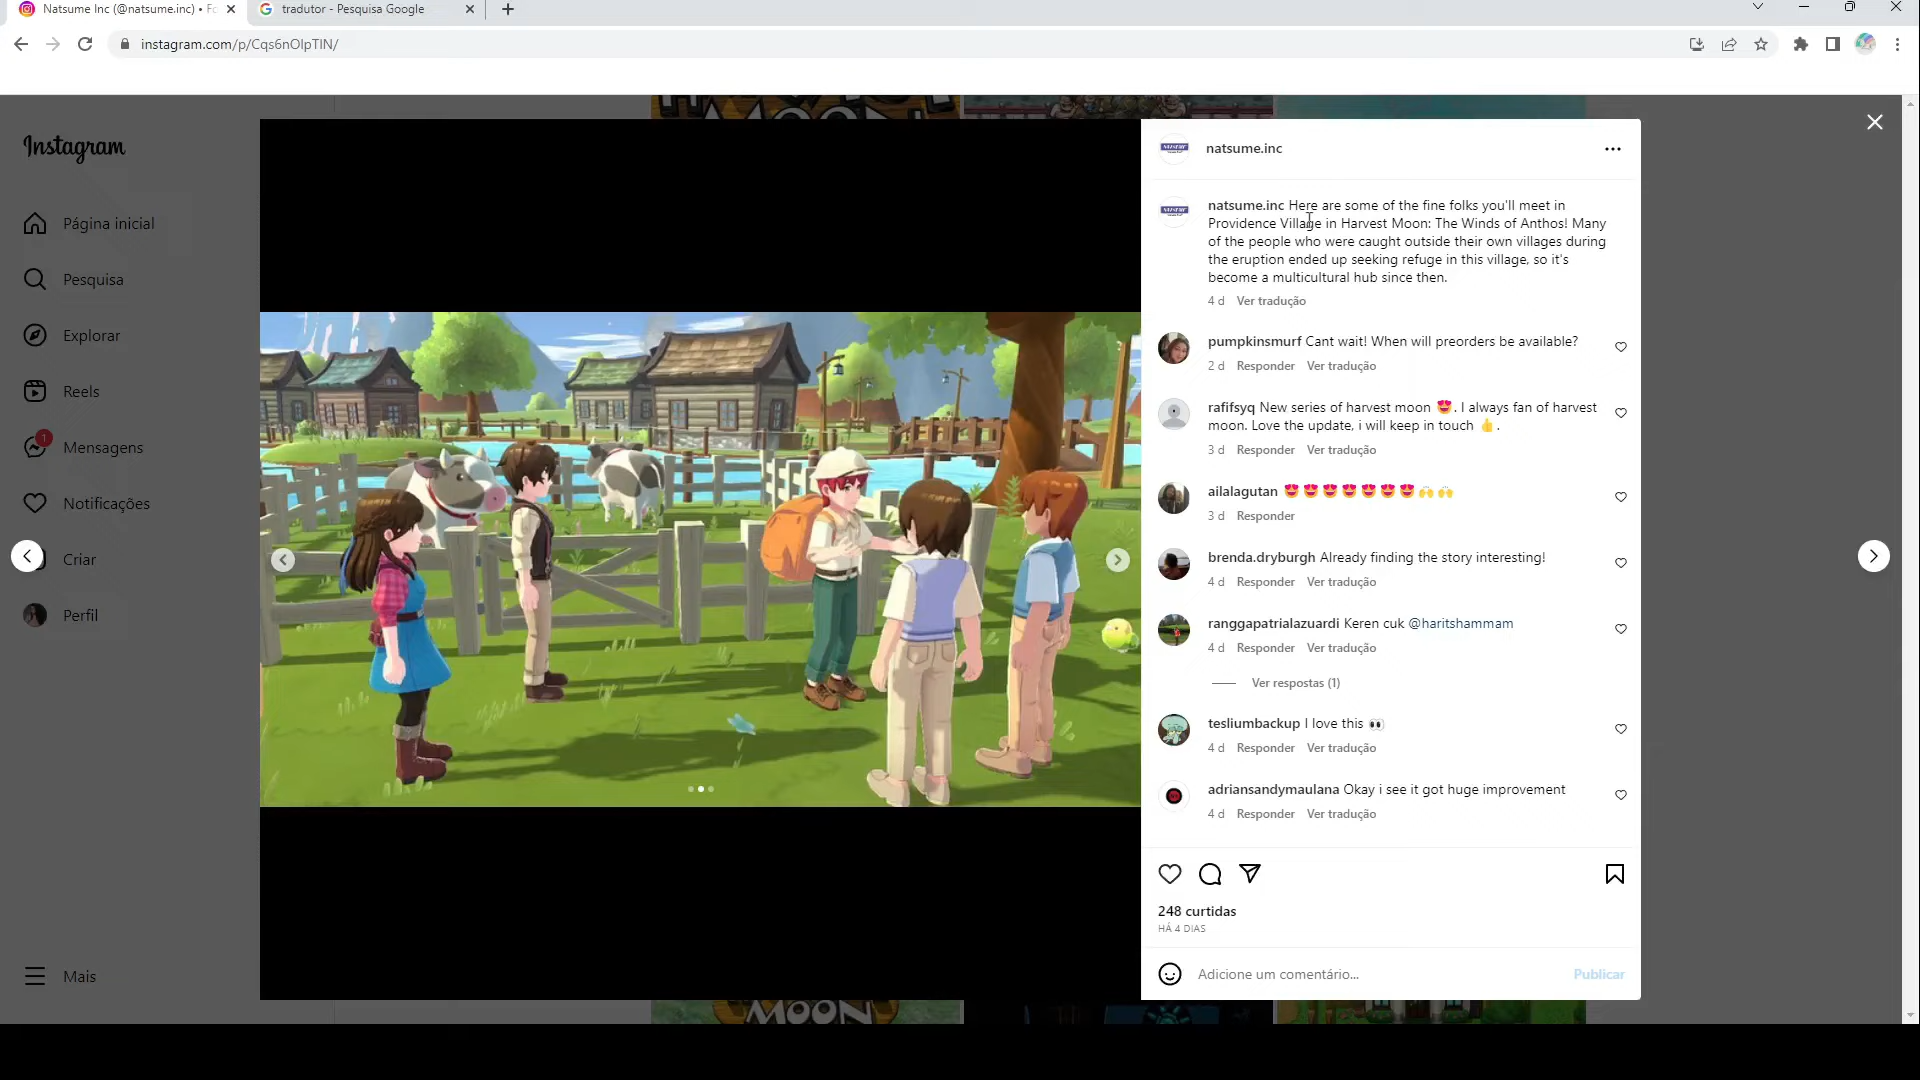 Natsume Inc (@natsume.inc) • Fo
tradutor - Pesquisa Google
instagram.com/p/Cqs6nOlpTIN/
Instagram
Página inicial
Pesquisa
Explorar
Reels
1
Mensagens
Notificações
Criar
Perfil
Mais
MOON
natsume.inc
natsume.inc Here are some of the fine folks you'll meet in
Providence Village in Harvest Moon: The Winds of Anthos! Many
of the people who were caught outside their own villages during
the eruption ended up seeking refuge in this village, so it's
become a multicultural hub since then.
4 d Ver tradução
pumpkinsmurf Cant wait! When will preorders be available?
2 d Responder Ver tradução
rafifsyq New series of harvest moon 😍. I always fan of harvest
moon. Love the update, i will keep in touch 👍.
3 d Responder Ver tradução
ailalagutan 😍😍😍😍😍😍😍🙌🙌
3 d Responder
brenda.dryburgh Already finding the story interesting!
4 d Responder Ver tradução
ranggapatrialazuardi Keren cuk @haritshammam
4 d Responder Ver tradução
Ver respostas (1)
tesliumbackup I love this 👀
4 d Responder Ver tradução
adriansandymaulana Okay i see it got huge improvement
4 d Responder Ver tradução
248 curtidas
HÁ 4 DIAS
Adicione um comentário...
Publicar
MOON